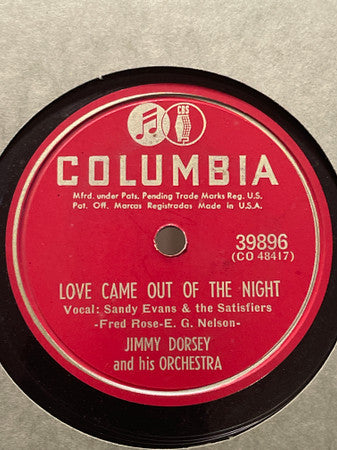 CBS
COLUMBIA
Mfrd. under Pats. Pending Trade Marks Reg. U.S.
Pat. Off. Marcas Registradas Made in U.S.A.
39896
(CO 48417)
LOVE CAME OUT OF THE NIGHT
Vocal: Sandy Evans & the Satisfiers
-Fred Rose-E. G. Nelson-
JIMMY DORSEY
and his ORCHESTRA